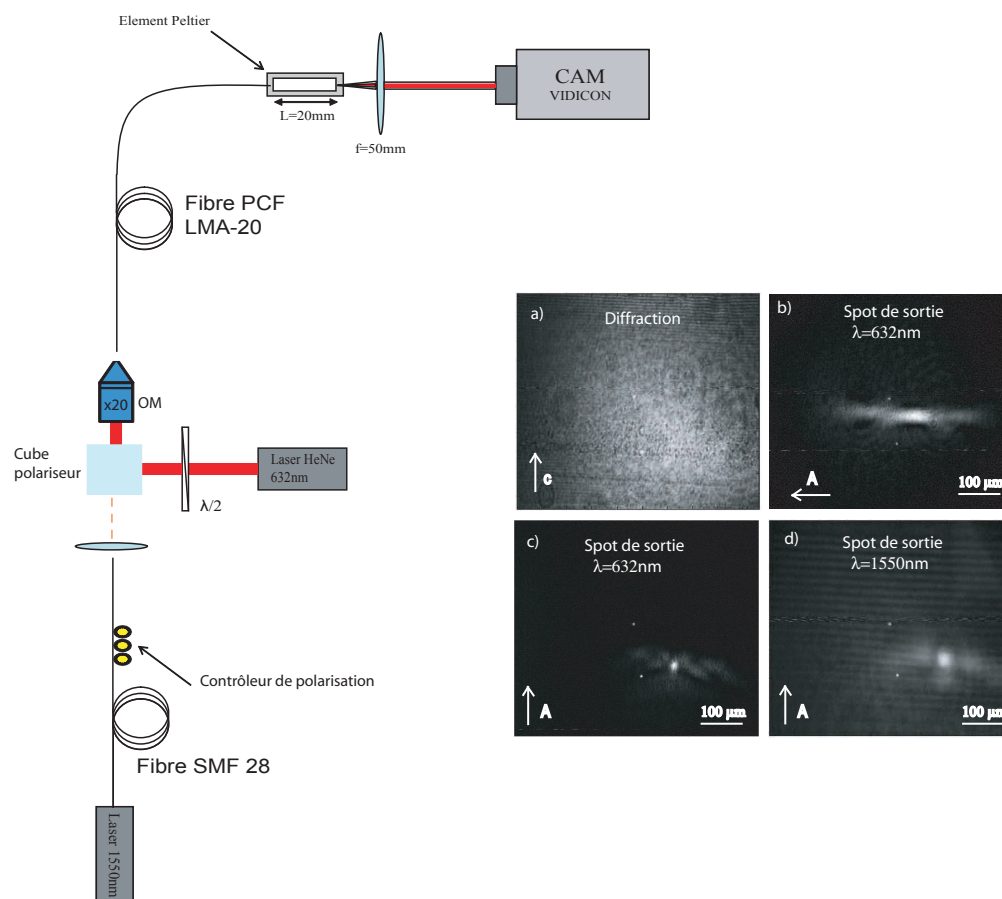 Element Peltier
L=20mm
f=50mm
CAM
VIDICON
Fibre PCF
LMA-20
x20
OM
Cube
polariseur
λ/2
Laser HeNe
632nm
Contrôleur de polarisation
Fibre SMF 28
Laser 1550nm
a)
Diffraction
c
b)
Spot de sortie
λ=632nm
A
100 µm
c)
Spot de sortie
λ=632nm
A
100 µm
d)
Spot de sortie
λ=1550nm
A
100 µm